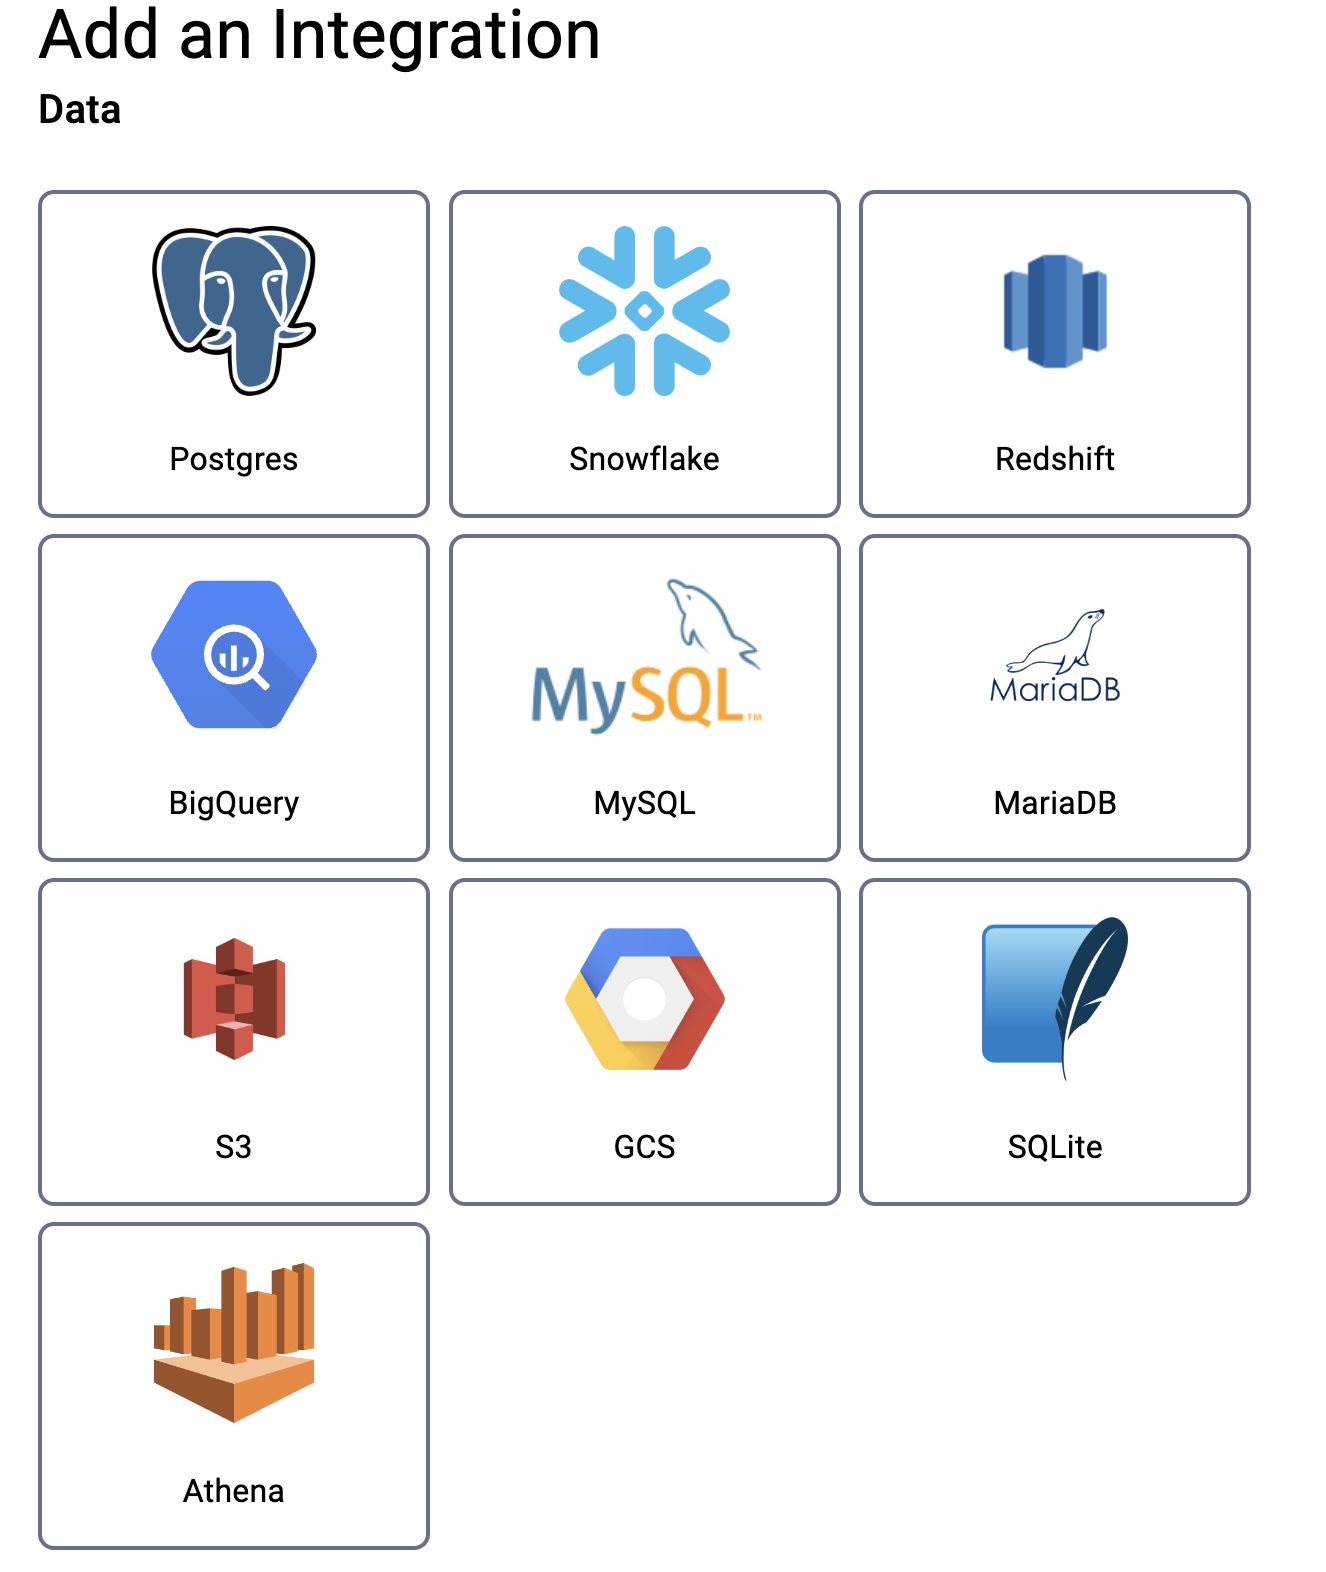 Add an Integration
Data
Postgres
Snowflake
Redshift
MySQL™
MariaDB
BigQuery
MySQL
MariaDB
S3
GCS
SQLite
Athena